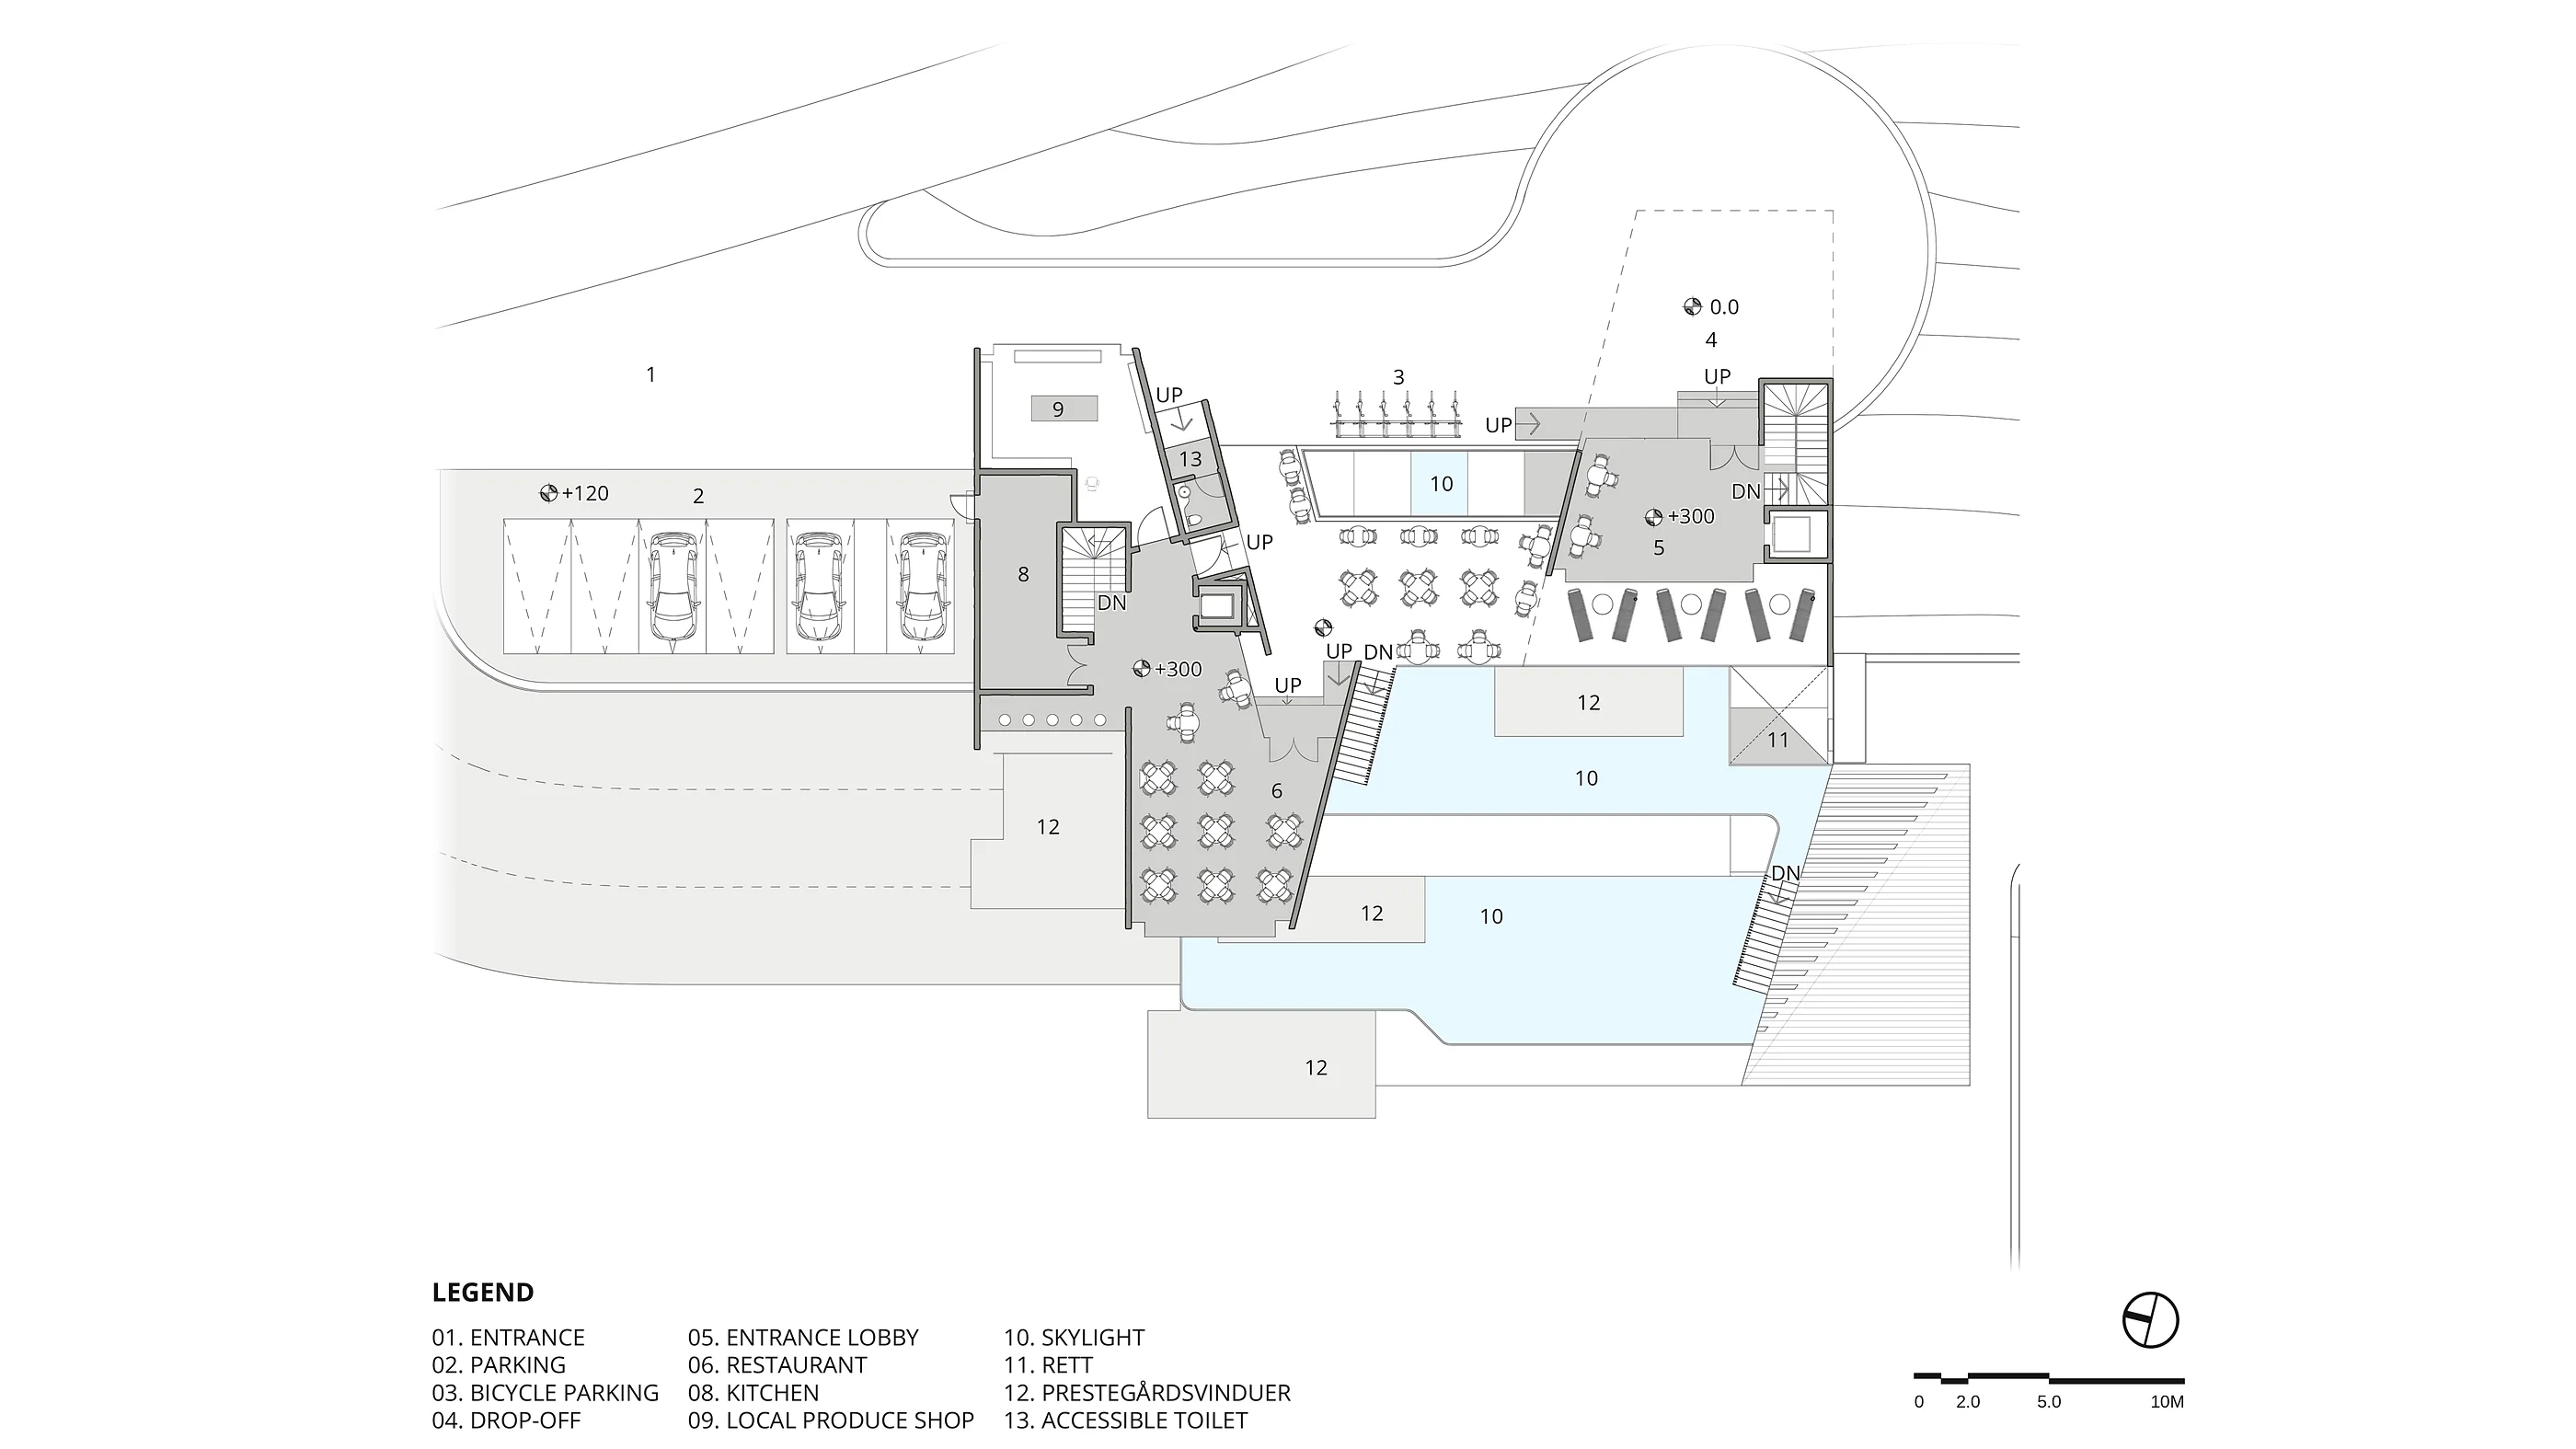 0.0
4
1
3
UP
UP
9
UP
13
10
DN
+120
2
+300
5
UP
8
DN
UP
DN
+300
UP
12
11
10
6
12
DN
12
10
12
LEGEND
01. ENTRANCE
02. PARKING
03. BICYCLE PARKING
04. DROP-OFF
05. ENTRANCE LOBBY
06. RESTAURANT
08. KITCHEN
09. LOCAL PRODUCE SHOP
10. SKYLIGHT
11. RETT
12. PRESTEGÅRDSVINDUER
13. ACCESSIBLE TOILET
0 2.0 5.0 10M